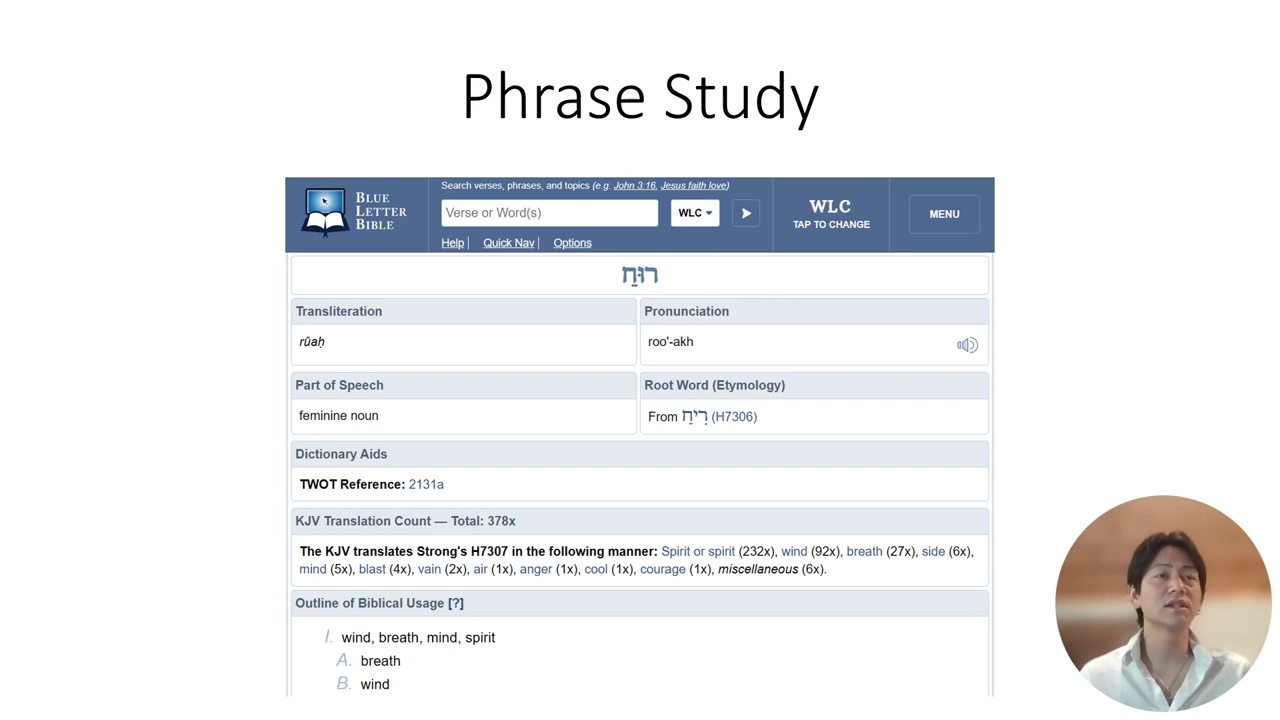 Phrase Study
BLUE
LETTER
BIBLE
Search verses, phrases, and topics (e.g. John 3:16, Jesus faith love)
Verse or Word(s)
WLC
Help | Quick Nav | Options
WLC
TAP TO CHANGE
MENU
רוּחַ
Transliteration
rûaḥ
Pronunciation
roo'-akh
Part of Speech
feminine noun
Root Word (Etymology)
From רִיחַ (H7306)
Dictionary Aids
TWOT Reference: 2131a
KJV Translation Count — Total: 378x
The KJV translates Strong's H7307 in the following manner: Spirit or spirit (232x), wind (92x), breath (27x), side (6x),
mind (5x), blast (4x), vain (2x), air (1x), anger (1x), cool (1x), courage (1x), miscellaneous (6x).
Outline of Biblical Usage [?]
I. wind, breath, mind, spirit
A. breath
B. wind